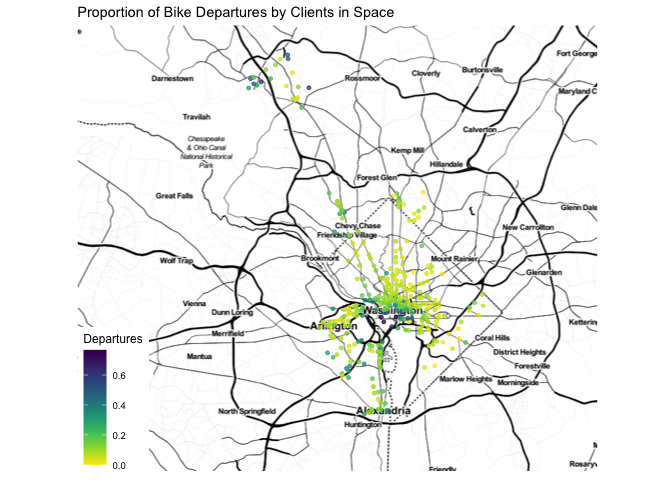 Proportion of Bike Departures by Clients in Space
Fort George
Darnestown
Rossmoor
Cloverly
Burtonsville
Maryland C
Travilah
Calverton
Chesapeake
& Ohio Canal
National Historical
Park
Kemp Mill
Hillandale
Forest Glen
Great Falls
Glenn Dale
Chevy Chase
Friendship Village
New Carrollton
Wolf Trap
Brookmont
Mount Rainier
Glenarden
Vienna
Dunn Loring
Washington
Arlington
Kettering
Merrifield
Coral Hills
Mantua
District Heights
Forestville
Marlow Heights
Morningside
North Springfield
Alexandria
Huntington
Friendly
Rosaryv
Departures
0.6
0.4
0.2
0.0